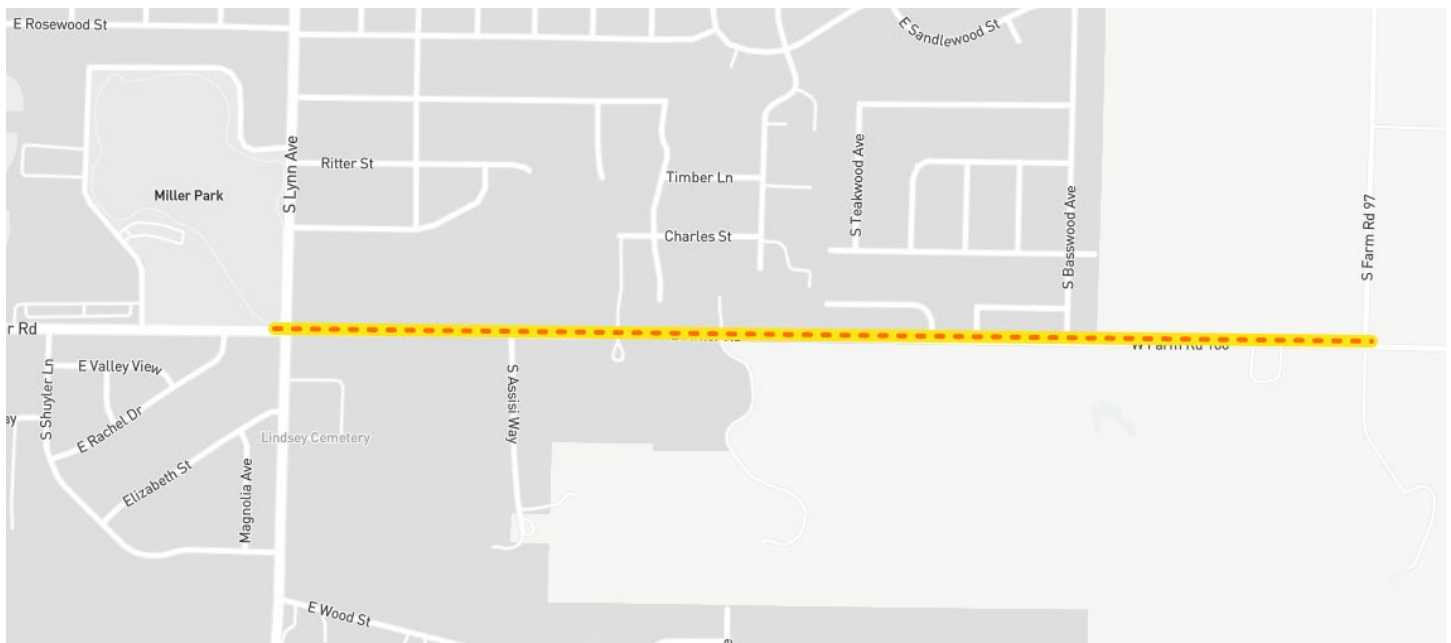 E Rosewood St
E Sandlewood St
S Lynn Ave
Ritter St
Miller Park
Timber Ln
S Teakwood Ave
S Basswood Ave
S Farm Rd 97
Charles St
r Rd
E Valley View
S Shuyler Ln
E Rachel Dr
S Assisi Way
ay
Lindsey Cemetery
Elizabeth St
Magnolia Ave
E Wood St